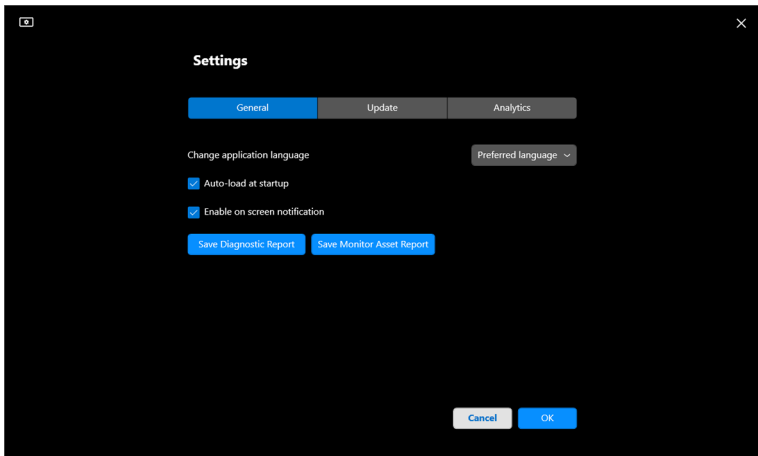 Settings
General Update Analytics
Change application language Preferred language
Auto-load at startup
Enable on screen notification
Save Diagnostic Report Save Monitor Asset Report
Cancel OK